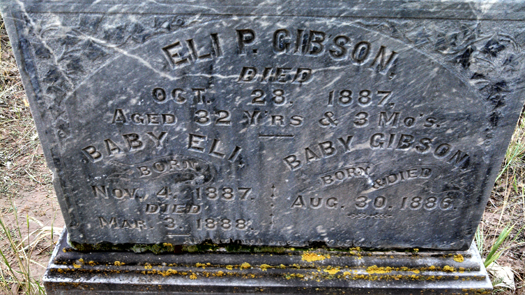 ELI P. GIBSON,
DIED
OCT. 28. 1887.
AGED 32 YRS & 3 MO'S.
BABY ELI,
BORN
NOV. 4. 1887.
DIED
MAR. 3. 1888.
BABY GIBSON
BORN & DIED
AUG. 30. 1886.